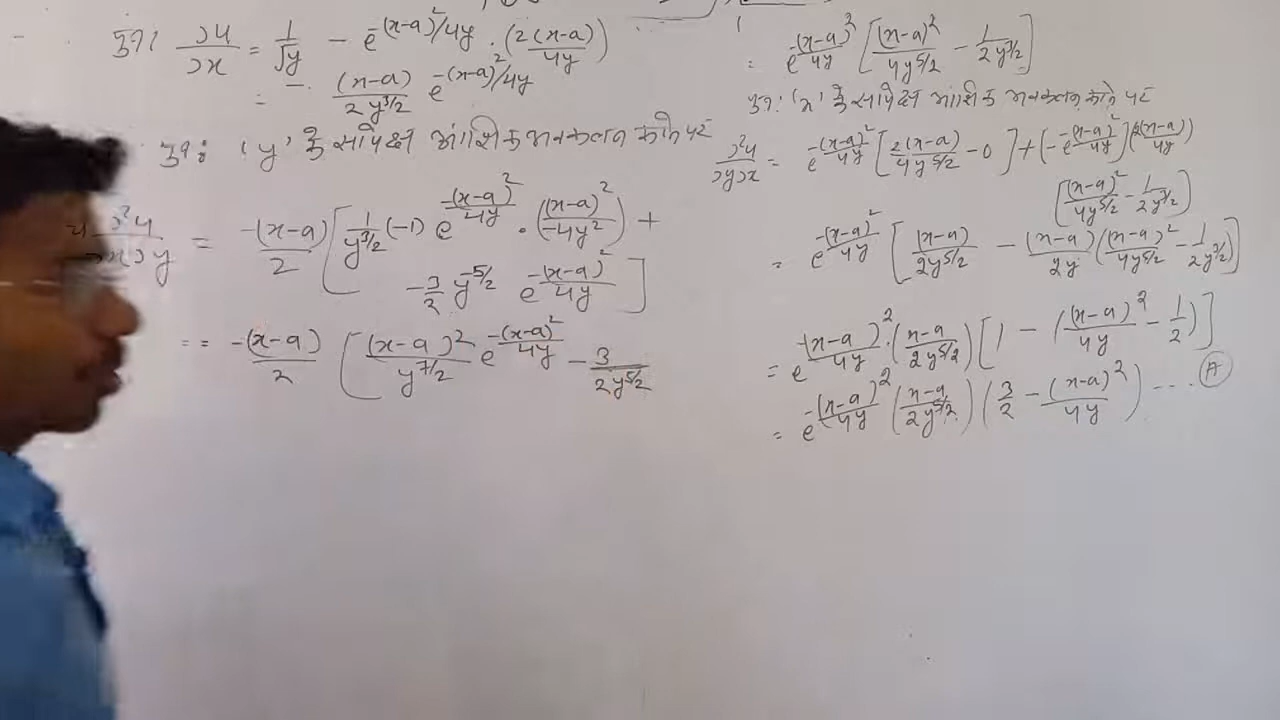 पुनः ∂u/∂x = 1/√y - e^{-(x-a)²/4y} · (2(x-a)/4y)
= - (x-a)/2y^{3/2} e^{-(x-a)²/4y}
पुनः 'y' के सापेक्ष आंशिक अवकलन करने पर
∂²u/∂x∂y = -(x-a)/2 [ 1/y^{3/2} (-1) e^{-(x-a)²/4y} · ((x-a)²/-4y²) +
-3/2 y^{-5/2} e^{-(x-a)²/4y} ]
== -(x-a)/2 [ (x-a)²/y^{7/2} e^{-(x-a)²/4y} - 3/2y^{5/2}
= e^{-(x-a)²/4y} [ (x-a)²/4y^{5/2} - 1/2y^{3/2} ]
पुनः 'x' के सापेक्ष आंशिक अवकलन करने पर
∂²u/∂y∂x = e^{-(x-a)²/4y} [ 2(x-a)/4y^{5/2} - 0 ] + (-e^{-(x-a)²/4y}) (2(x-a)/4y)
[ (x-a)²/4y^{5/2} - 1/2y^{3/2} ]
= e^{-(x-a)²/4y} [ (x-a)/2y^{5/2} - (x-a)/2y ((x-a)²/4y^{5/2} - 1/2y^{3/2}) ]
= e^{-(x-a)²/4y} · (x-a/2y^{5/2}) [ 1 - ((x-a)²/4y - 1/2) ]
= e^{-(x-a)²/4y} (x-a/2y^{5/2}) (3/2 - (x-a)²/4y) --- Ⓐ